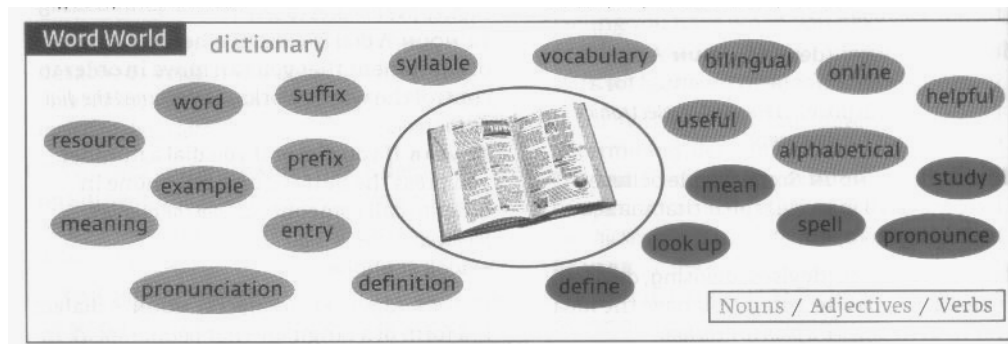 Word World
dictionary
syllable
vocabulary
bilingual
online
helpful
word
suffix
useful
resource
prefix
alphabetical
example
mean
study
meaning
entry
look up
spell
pronounce
pronunciation
definition
define
Nouns / Adjectives / Verbs